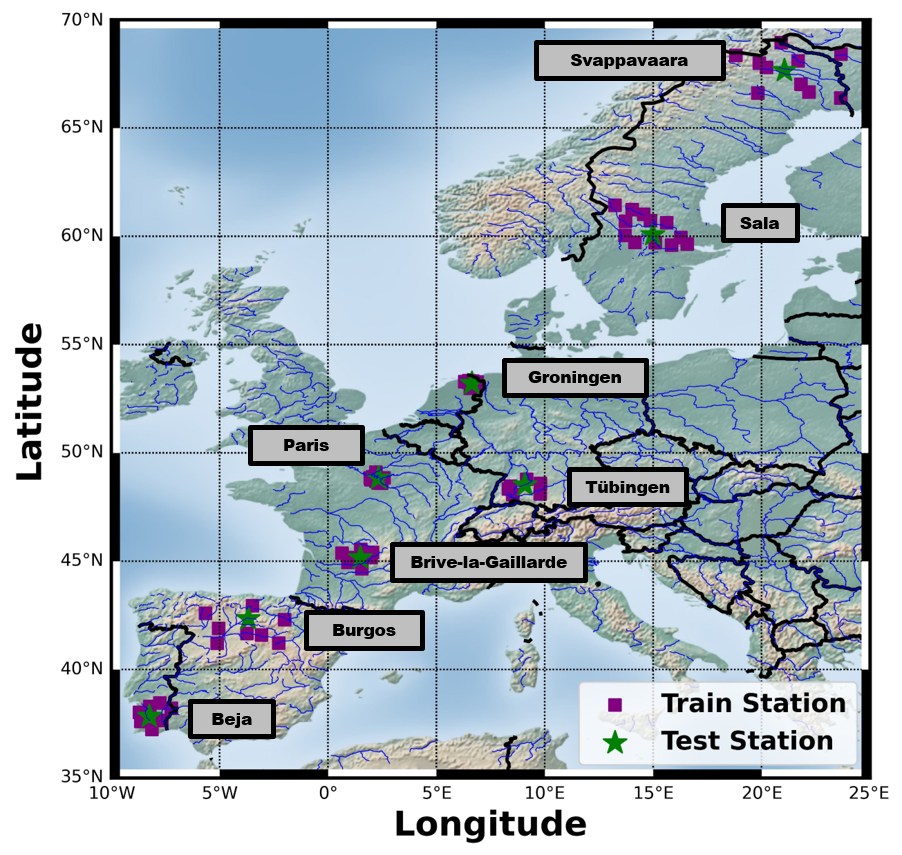 70°N
Svappavaara
65°N
Sala
60°N
55°N
Groningen
Paris
50°N
Tübingen
Brive-la-Gaillarde
45°N
Burgos
40°N
Train Station
Beja
Test Station
35°N
10°W 5°W 0° 5°E 10°E 15°E 20°E 25°E
Longitude
Latitude